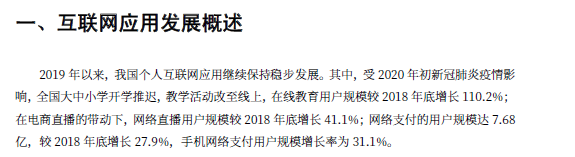 一、互联网应用发展概述
2019 年以来，我国个人互联网应用继续保持稳步发展。其中，受 2020 年初新冠肺炎疫情影
响，全国大中小学开学推迟，教学活动改至线上，在线教育用户规模较 2018 年底增长 110.2%；
在电商直播的带动下，网络直播用户规模较 2018 年底增长 41.1%；网络支付的用户规模达 7.68
亿，较 2018 年底增长 27.9%，手机网络支付用户规模增长率为 31.1%。